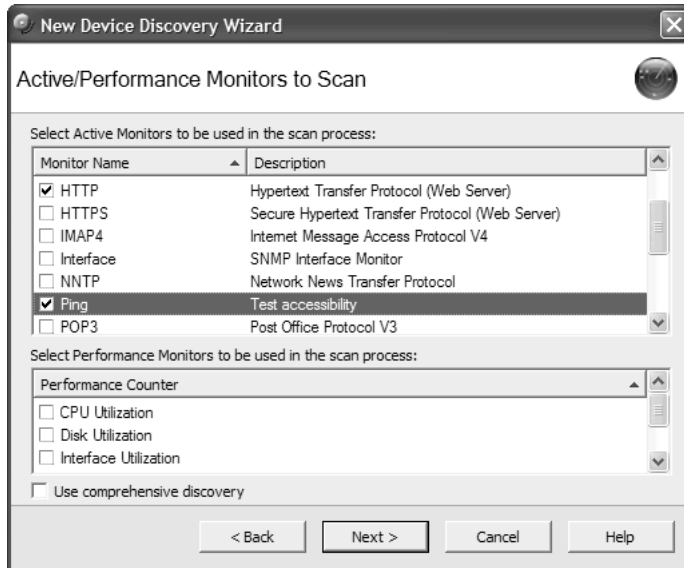 New Device Discovery Wizard
Active/Performance Monitors to Scan
Select Active Monitors to be used in the scan process:
Monitor Name Description
HTTP Hypertext Transfer Protocol (Web Server)
HTTPS Secure Hypertext Transfer Protocol (Web Server)
IMAP4 Internet Message Access Protocol V4
Interface SNMP Interface Monitor
NNTP Network News Transfer Protocol
Ping Test accessibility
POP3 Post Office Protocol V3
Select Performance Monitors to be used in the scan process:
Performance Counter
CPU Utilization
Disk Utilization
Interface Utilization
Use comprehensive discovery
< Back Next > Cancel Help